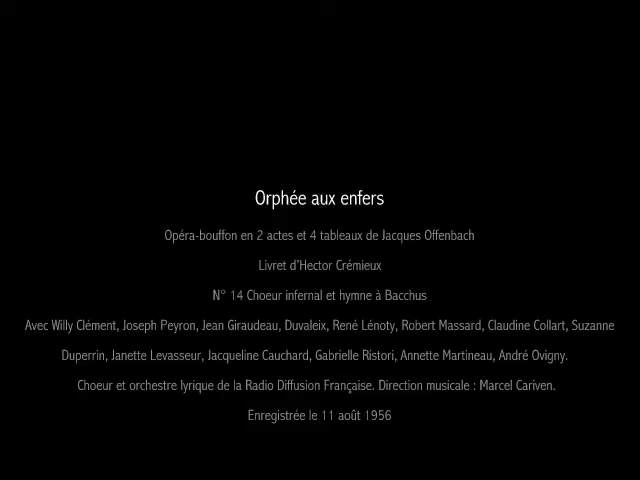 Orphée aux enfers
Opéra-bouffon en 2 actes et 4 tableaux de Jacques Offenbach
Livret d'Hector Crémieux
N° 14 Choeur infernal et hymne à Bacchus
Avec Willy Clément, Joseph Peyron, Jean Giraudeau, Duvaleix, René Lénoty, Robert Massard, Claudine Collart, Suzanne
Duperrin, Janette Levasseur, Jacqueline Cauchard, Gabrielle Ristori, Annette Martineau, André Ovigny.
Choeur et orchestre lyrique de la Radio Diffusion Française. Direction musicale : Marcel Cariven.
Enregistrée le 11 août 1956